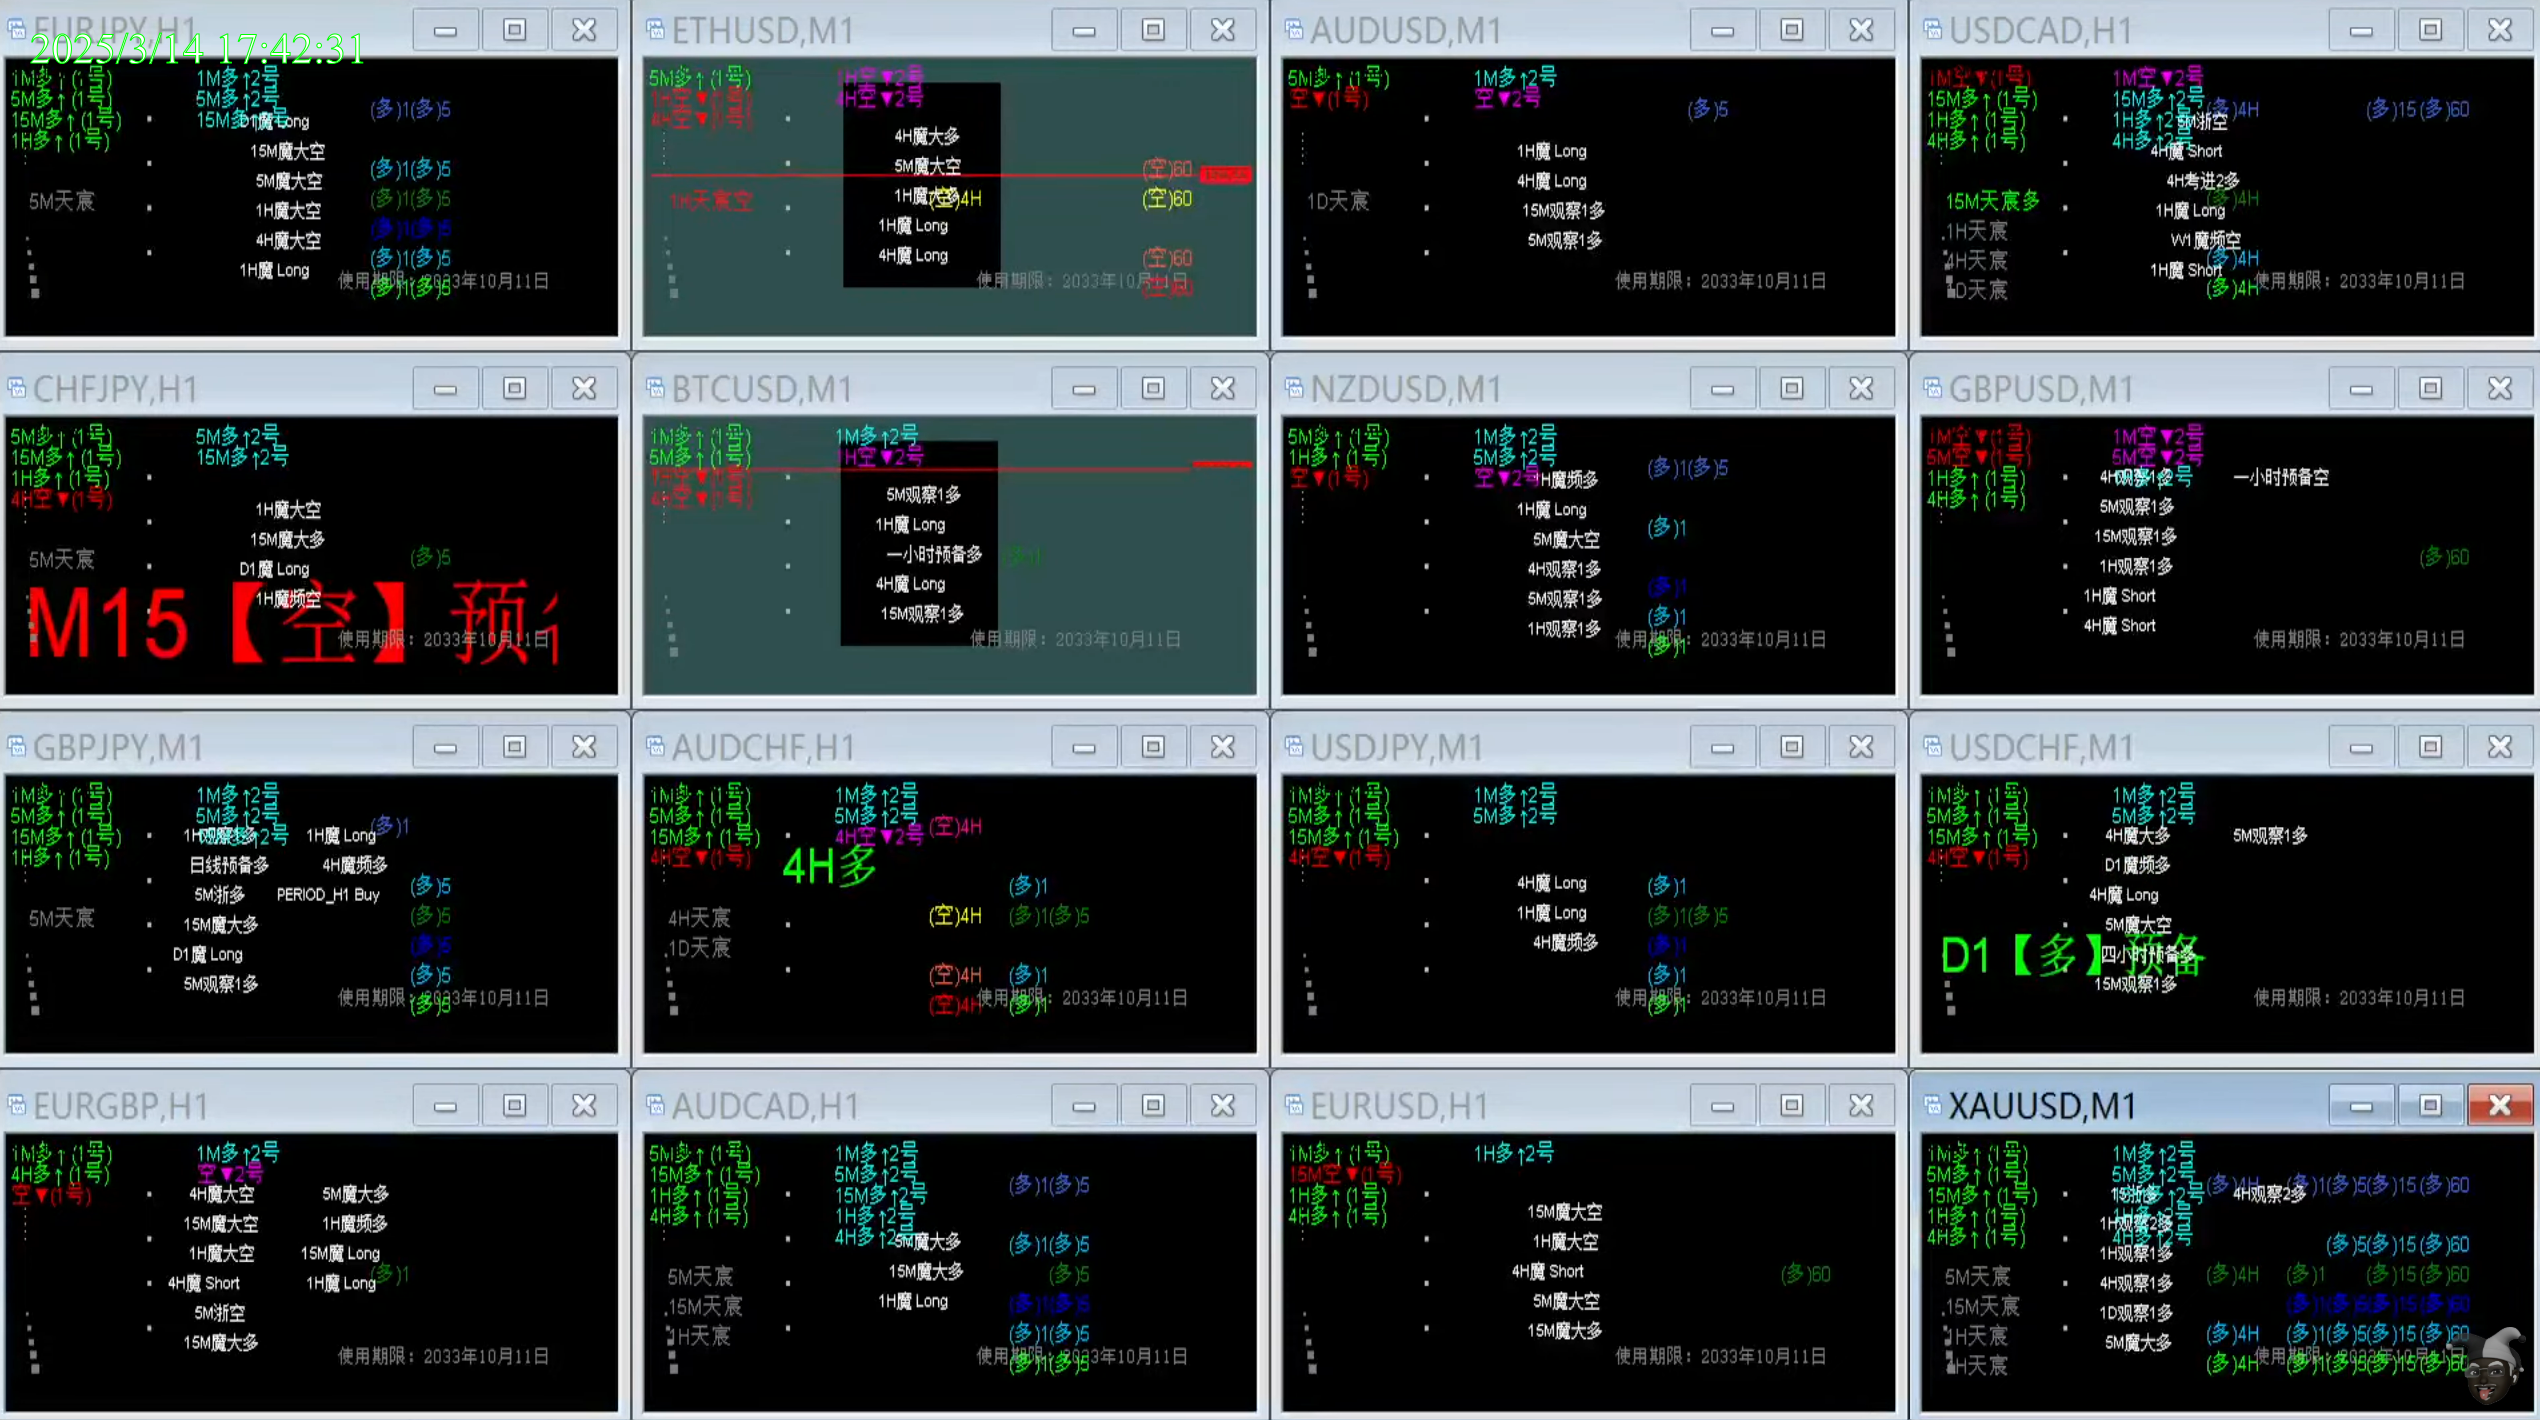 EURJPY,H1
2025/3/14 17:42:31
1M多↑(1号) 1M多↑2号
5M多↑(1号) 5M多↑2号 (多)1(多)5
15M多↑(1号) 15M多↑2号 D1魔 Long
1H多↑(1号)
15M魔大空
(多)1(多)5
5M魔大空
5M天宸 (多)1(多)5
1H魔大空
(多)1(多)5
4H魔大空
(多)1(多)5
1H魔 Long
使用期限：2033年10月11日
(多)1(多)5
ETHUSD,M1
5M多↑(1号) 1H空▼2号
1H空▼(1号) 4H空▼2号
4H空▼(1号)
4H魔大多
5M魔大空 (空)60
1H魔大多
1H天宸空 (空)4H (空)60
1H魔 Long
4H魔 Long (空)60
使用期限：2033年10月11日
(空)60
AUDUSD,M1
5M多↑(1号) 1M多↑2号
空▼(1号) 空▼2号 (多)5
1H魔 Long
4H魔 Long
1D天宸
15M观察1多
5M观察1多
使用期限：2033年10月11日
USDCAD,H1
1M空▼(1号) 1M空▼2号
15M多↑(1号) 15M多↑2号 (多)4H (多)15(多)60
1H多↑(1号) 1H多↑2号 5M浙空
4H多↑(1号) 4H多↑2号
4H魔 Short
4H考进2多
15M天宸多 (多)4H
1H魔 Long
1H天宸 W1魔频空
4H天宸 (多)4H
1H魔 Short
使用期限：2033年10月11日
1D天宸 (多)4H
CHFJPY,H1
5M多↑(1号) 5M多↑2号
15M多↑(1号) 15M多↑2号
1H多↑(1号)
4H空▼(1号)
1H魔大空
15M魔大多
5M天宸 (多)5
D1魔 Long
1H魔频空
M15【空】预
使用期限：2033年10月11日
BTCUSD,M1
1M多↑(1号) 1M多↑2号
5M多↑(1号) 1H空▼2号
1H空▼(1号)
4H空▼(1号) 5M观察1多
1H魔 Long
一小时预备多 (多)1
4H魔 Long
15M观察1多
使用期限：2033年10月11日
NZDUSD,M1
5M多↑(1号) 1M多↑2号
1H多↑(1号) 5M多↑2号 (多)1(多)5
空▼(1号) 空▼2号 1H魔频多
1H魔 Long
(多)1
5M魔大空
4H观察1多
(多)1
5M观察1多
(多)1
1H观察1多
使用期限：2033年10月11日
(多)1
GBPUSD,M1
1M空▼(1号) 1M空▼2号
5M空▼(1号) 5M空▼2号
1H多↑(1号) 4H观察1多 一小时预备空
4H多↑(1号)
5M观察1多
15M观察1多
(多)60
1H观察1多
1H魔 Short
4H魔 Short
使用期限：2033年10月11日
GBPJPY,M1
1M多↑(1号) 1M多↑2号
5M多↑(1号) 5M多↑2号 (多)1
15M多↑(1号) 1H观察1多 1H魔 Long
1H多↑(1号) 日线预备多 4H魔频多
(多)5
5M浙多 PERIOD_H1 Buy
5M天宸 15M魔大多 (多)5
(多)5
D1魔 Long
(多)5
5M观察1多
使用期限：2033年10月11日
(多)5
AUDCHF,H1
1M多↑(1号) 1M多↑2号
5M多↑(1号) 5M多↑2号
15M多↑(1号) 4H空▼2号 (空)4H
4H空▼(1号)
4H多
(多)1
4H天宸 (空)4H (多)1(多)5
1D天宸
(空)4H (多)1
使用期限：2033年10月11日
(空)4H (多)1
USDJPY,M1
1M多↑(1号) 1M多↑2号
5M多↑(1号) 5M多↑2号
15M多↑(1号)
4H空▼(1号)
4H魔 Long (多)1
1H魔 Long (多)1(多)5
4H魔频多 (多)1
(多)1
使用期限：2033年10月11日
(多)1
USDCHF,M1
1M多↑(1号) 1M多↑2号
5M多↑(1号) 5M多↑2号
15M多↑(1号) 4H魔大多 5M观察1多
4H空▼(1号) D1魔频多
4H魔 Long
5M魔大空
D1【多】预备
四小时预备多
15M观察1多
使用期限：2033年10月11日
EURGBP,H1
1M多↑(1号) 1M多↑2号
4H多↑(1号) 空▼2号
空▼(1号) 4H魔大空 5M魔大多
15M魔大空 1H魔频多
1H魔大空 15M魔 Long
4H魔 Short 1H魔 Long (多)1
5M浙空
15M魔大多
使用期限：2033年10月11日
AUDCAD,H1
5M多↑(1号) 1M多↑2号
15M多↑(1号) 5M多↑2号 (多)1(多)5
1H多↑(1号) 15M多↑2号
4H多↑(1号) 1H多↑2号
4H多↑2号 5M魔大多 (多)1(多)5
5M天宸 15M魔大多 (多)5
15M天宸 1H魔 Long (多)1(多)5
1H天宸 (多)1(多)5
使用期限：2033年10月11日
(多)1(多)5
EURUSD,H1
1M多↑(1号) 1H多↑2号
15M空▼(1号)
1H多↑(1号)
4H多↑(1号) 15M魔大空
1H魔大空
4H魔 Short (多)60
5M魔大空
15M魔大多
使用期限：2033年10月11日
XAUUSD,M1
1M多↑(1号) 1M多↑2号
5M多↑(1号) 5M多↑2号 (多)4H (多)1(多)5(多)15(多)60
15M多↑(1号) 15M多↑2号 4H观察2多
1H多↑(1号) 1H多↑2号 1H观察2多
4H多↑(1号) 4H多↑2号 (多)5(多)15(多)60
1H观察1多
5M天宸 4H观察1多 (多)4H (多)1 (多)15(多)60
15M天宸 1D观察1多 (多)1(多)5(多)15(多)60
1H天宸 5M魔大多 (多)4H (多)1(多)5(多)15(多)60
使用期限：2033年10月11日
4H天宸 (多)4H (多)1(多)5(多)15(多)60